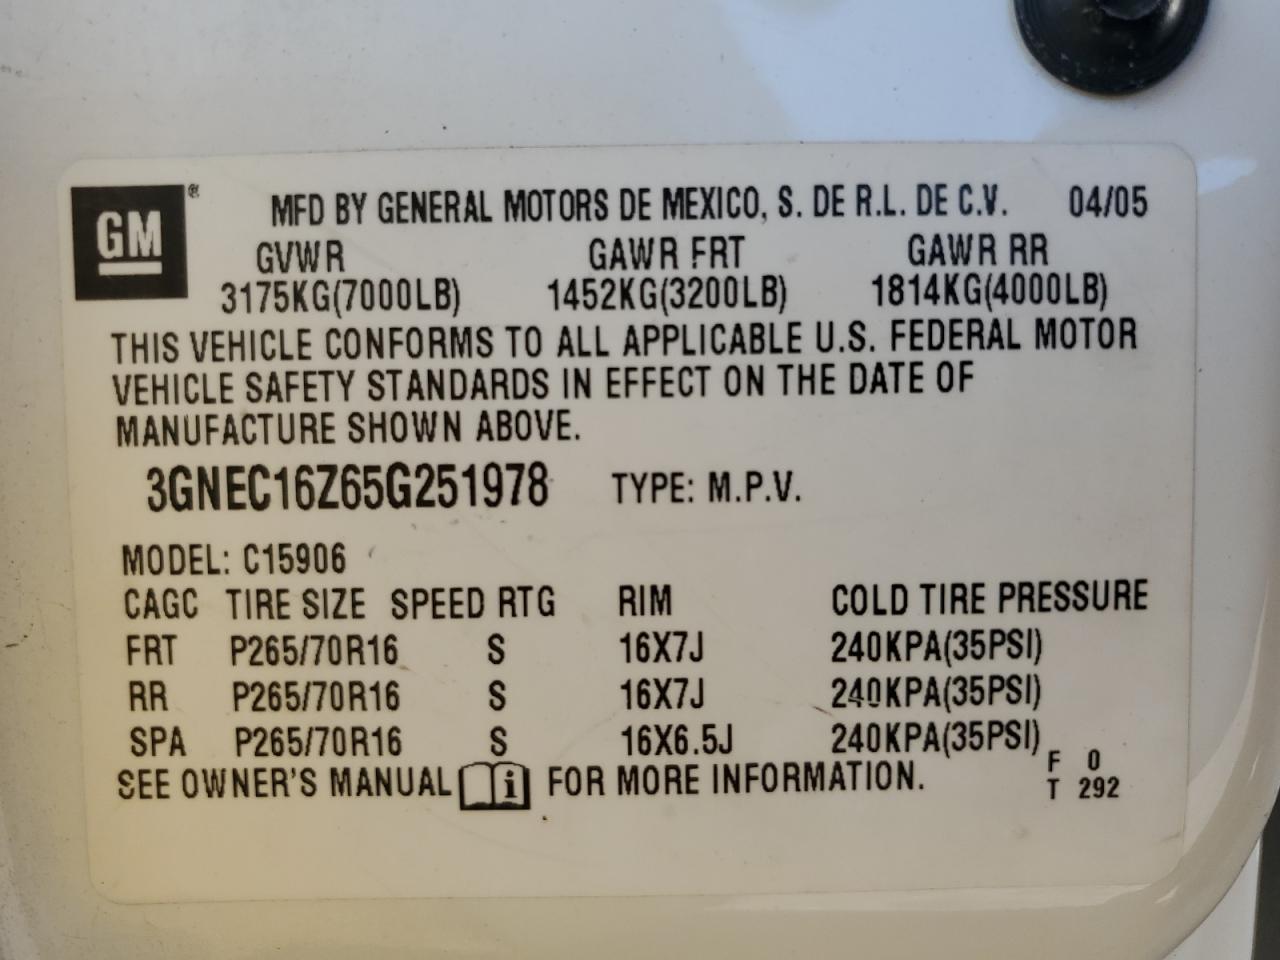 GM ®
MFD BY GENERAL MOTORS DE MEXICO, S. DE R.L. DE C.V. 04/05
GVWR GAWR FRT GAWR RR
3175KG(7000LB) 1452KG(3200LB) 1814KG(4000LB)
THIS VEHICLE CONFORMS TO ALL APPLICABLE U.S. FEDERAL MOTOR
VEHICLE SAFETY STANDARDS IN EFFECT ON THE DATE OF
MANUFACTURE SHOWN ABOVE.
3GNEC16Z65G251978 TYPE: M.P.V.
MODEL: C15906
CAGC TIRE SIZE SPEED RTG RIM COLD TIRE PRESSURE
FRT P265/70R16 S 16X7J 240KPA(35PSI)
RR P265/70R16 S 16X7J 240KPA(35PSI)
SPA P265/70R16 S 16X6.5J 240KPA(35PSI)
SEE OWNER'S MANUAL i FOR MORE INFORMATION.
F 0
T 292